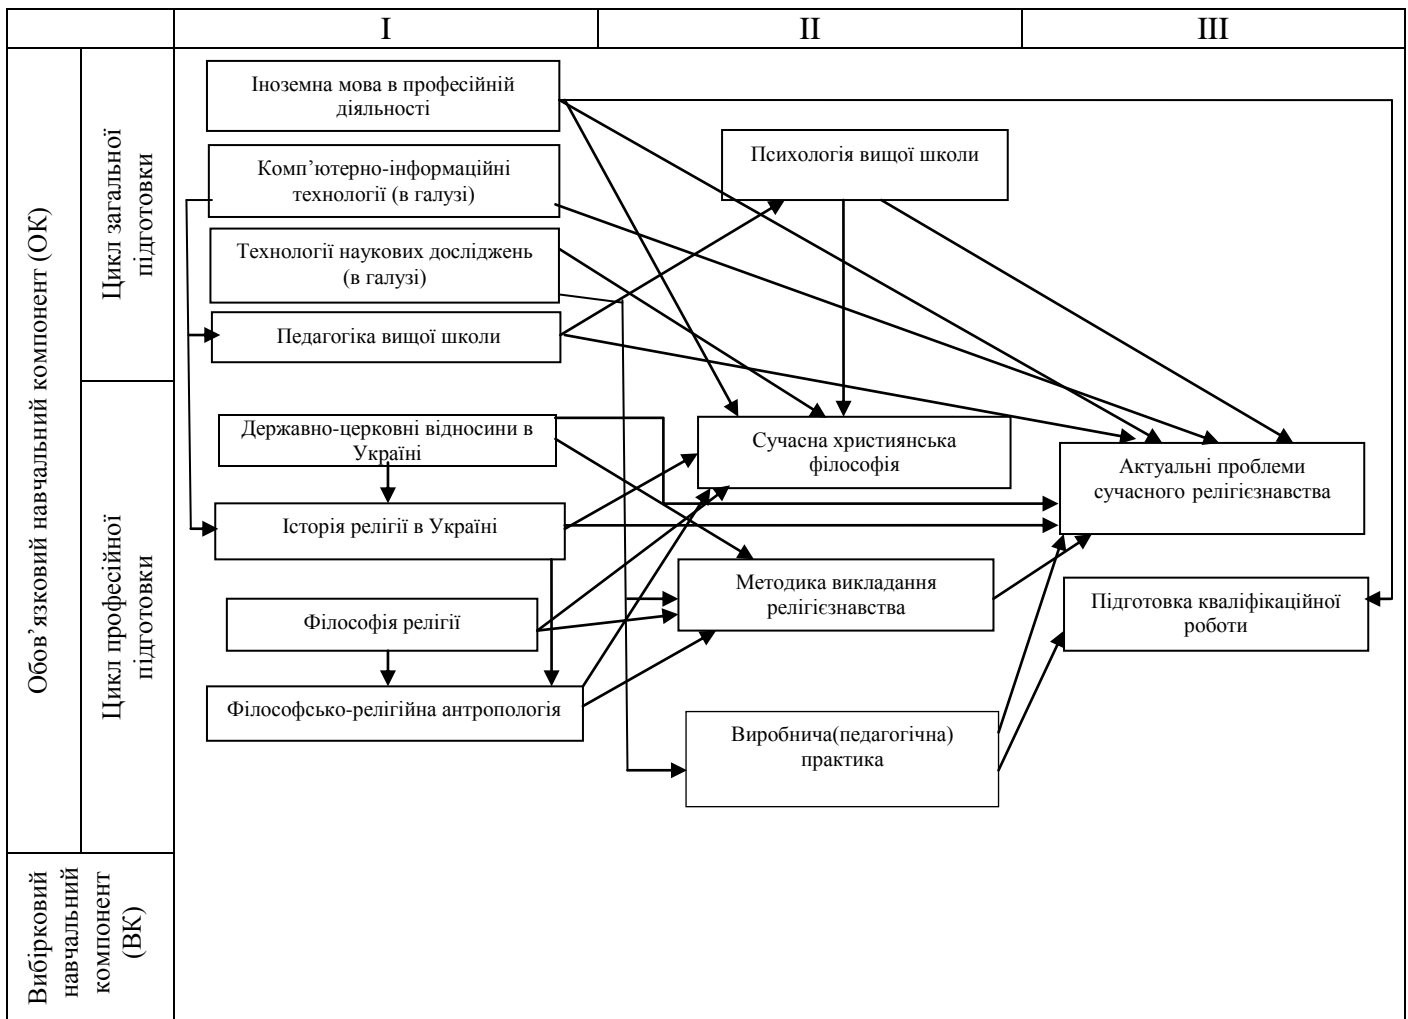 I
II
III
Обов’язковий навчальний компонент (ОК)
Цикл загальної
підготовки
Іноземна мова в професійній
діяльності
Комп’ютерно-інформаційні
технології (в галузі)
Технології наукових досліджень
(в галузі)
Педагогіка вищої школи
Психологія вищої школи
Цикл професійної
підготовки
Державно-церковні відносини в
Україні
Історія релігії в Україні
Філософія релігії
Філософсько-релігійна антропологія
Сучасна християнська
філософія
Методика викладання
релігієзнавства
Виробнича(педагогічна)
практика
Актуальні проблеми
сучасного релігієзнавства
Підготовка кваліфікаційної
роботи
Вибірковий
навчальний
компонент
(ВК)